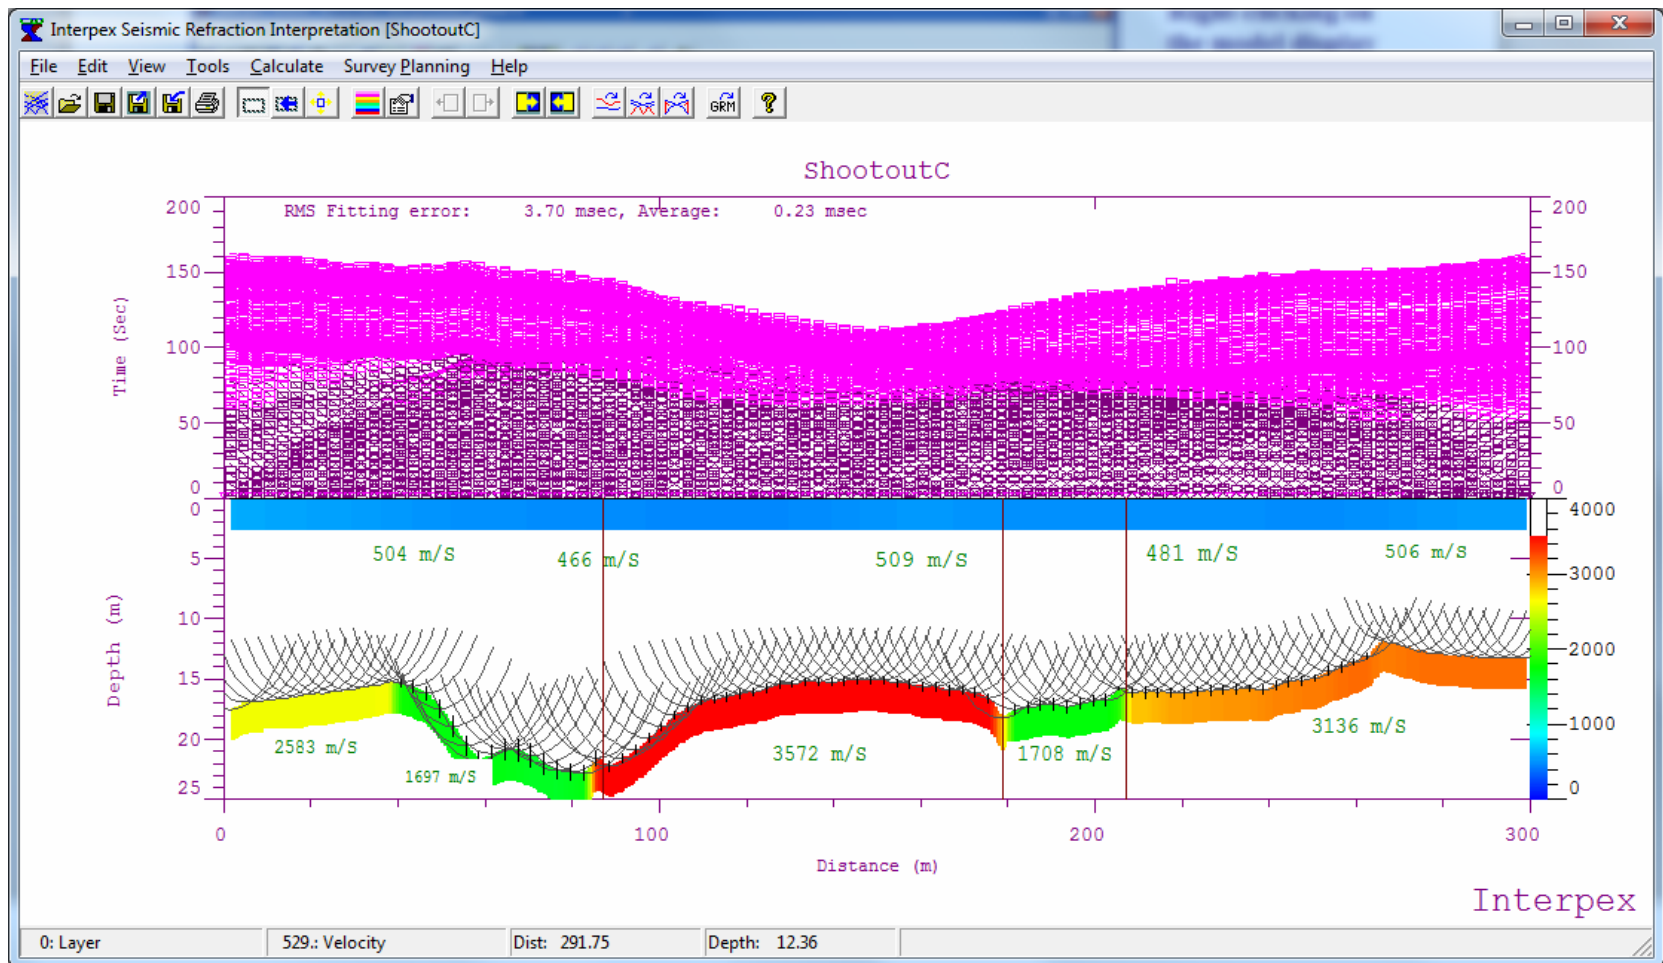 Interpex Seismic Refraction Interpretation [ShootoutC]
the model display
File Edit View Tools Calculate Survey Planning Help
GRM ?
ShootoutC
RMS Fitting error: 3.70 msec, Average: 0.23 msec
200
150
100
50
0
Time (Sec)
200
150
100
50
0
0
5
10
15
20
25
Depth (m)
504 m/S 466 m/S 509 m/S 481 m/S 506 m/S
2583 m/S 1697 m/S 3572 m/S 1708 m/S 3136 m/S
4000
3000
2000
1000
0
0 100 200 300
Distance (m)
Interpex
0: Layer 529.: Velocity Dist: 291.75 Depth: 12.36